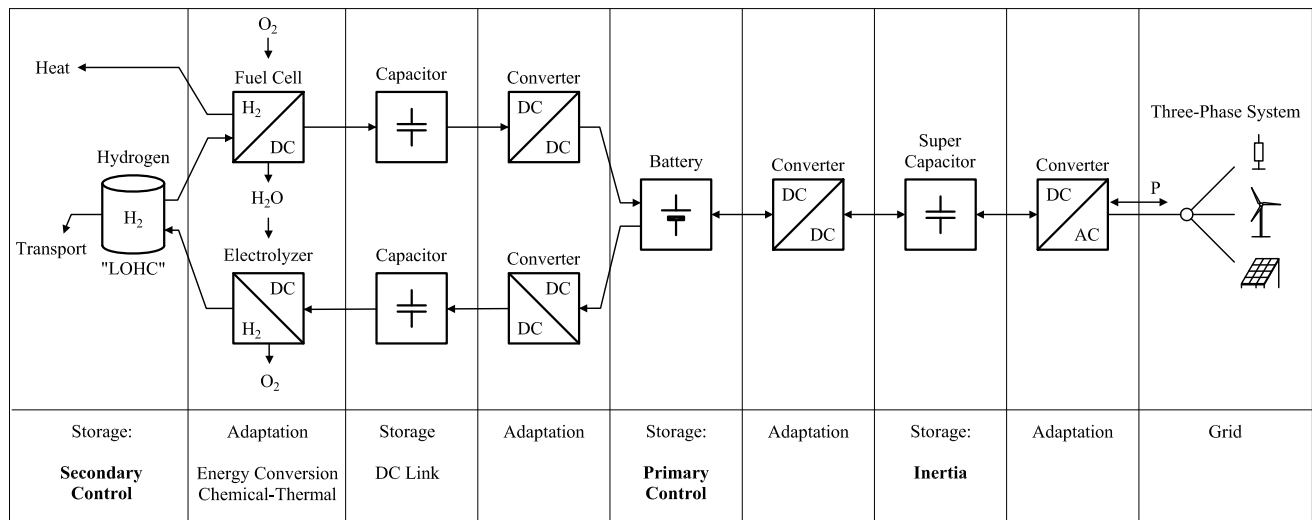 O₂
Heat
Fuel Cell
H₂
DC
Capacitor
Converter
DC
DC
Three-Phase System
Hydrogen
H₂
"LOHC"
Transport
H₂O
Battery
Converter
DC
DC
Super
Capacitor
Converter
DC
AC
P
Electrolyzer
DC
H₂
O₂
Capacitor
Converter
DC
DC
Storage:
Secondary
Control
Adaptation
Energy Conversion
Chemical-Thermal
Storage
DC Link
Adaptation
Storage:
Primary
Control
Adaptation
Storage:
Inertia
Adaptation
Grid